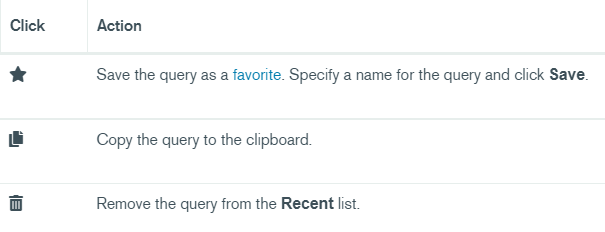 Click Action
Save the query as a favorite. Specify a name for the query and click Save.
Copy the query to the clipboard.
Remove the query from the Recent list.